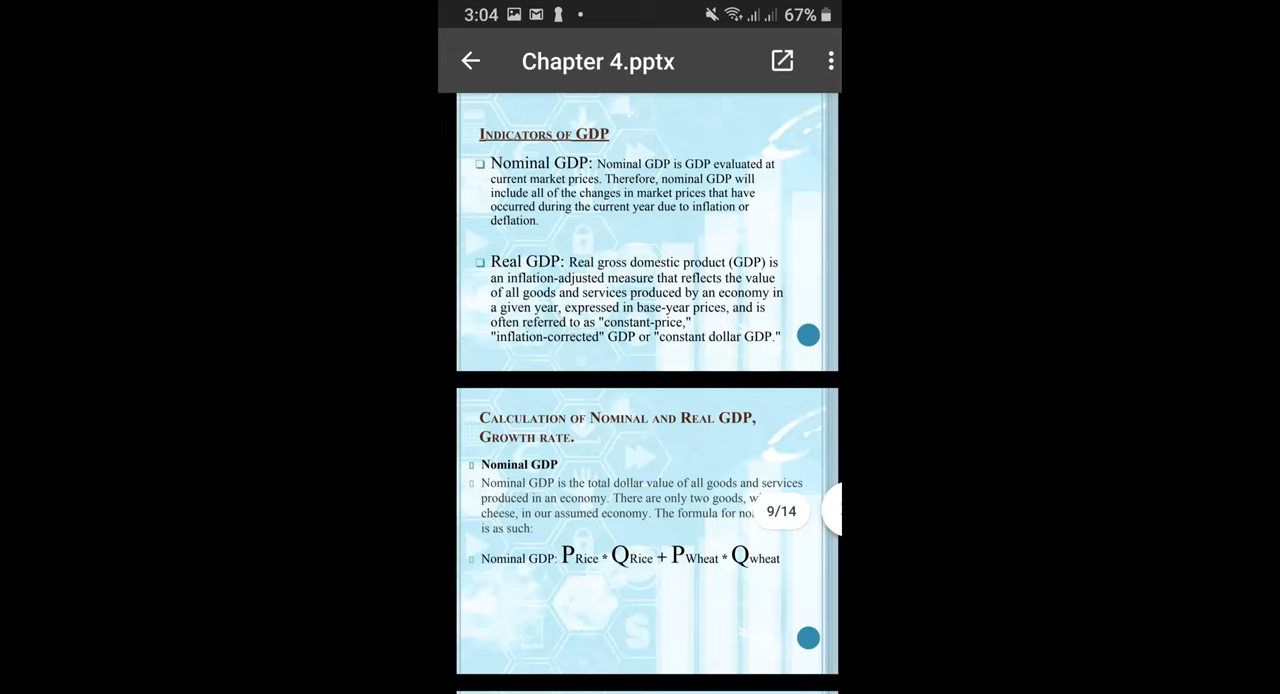 3:04 67%
Chapter 4.pptx
INDICATORS OF GDP
Nominal GDP: Nominal GDP is GDP evaluated at
current market prices. Therefore, nominal GDP will
include all of the changes in market prices that have
occurred during the current year due to inflation or
deflation.
Real GDP: Real gross domestic product (GDP) is
an inflation-adjusted measure that reflects the value
of all goods and services produced by an economy in
a given year, expressed in base-year prices, and is
often referred to as "constant-price,"
"inflation-corrected" GDP or "constant dollar GDP."
CALCULATION OF NOMINAL AND REAL GDP,
GROWTH RATE.
Nominal GDP
Nominal GDP is the total dollar value of all goods and services
produced in an economy. There are only two goods,
cheese, in our assumed economy. The formula for
9/14
is as such:
Nominal GDP: PRice * QRice + PWheat * Qwheat